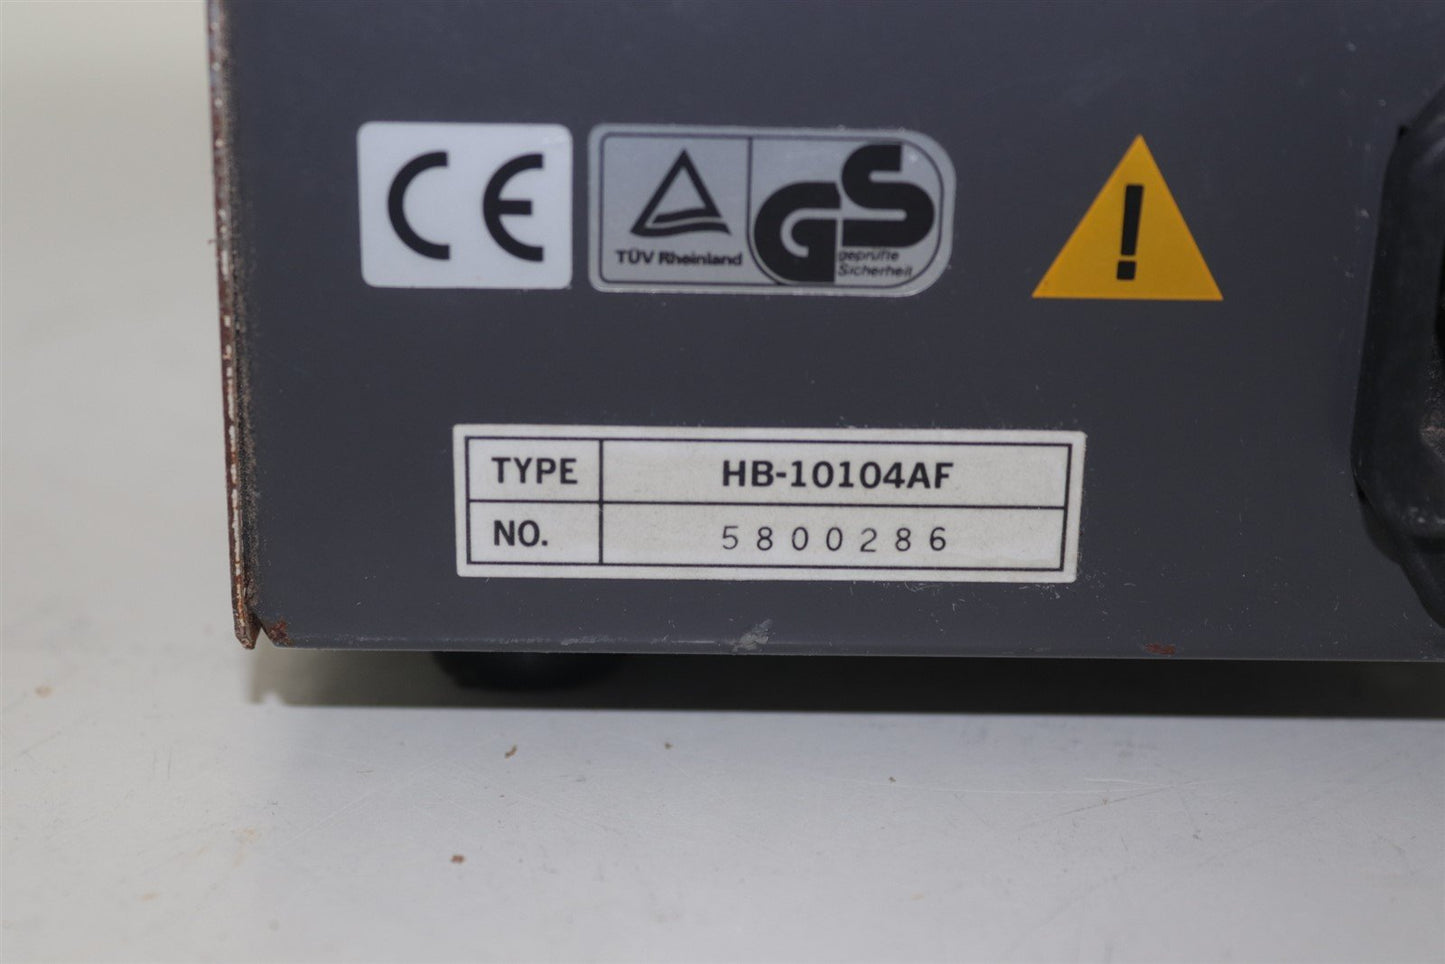 CE
TÜV Rheinland
GS
geprüfte
Sicherheit
!
TYPE HB-10104AF
NO. 5800286